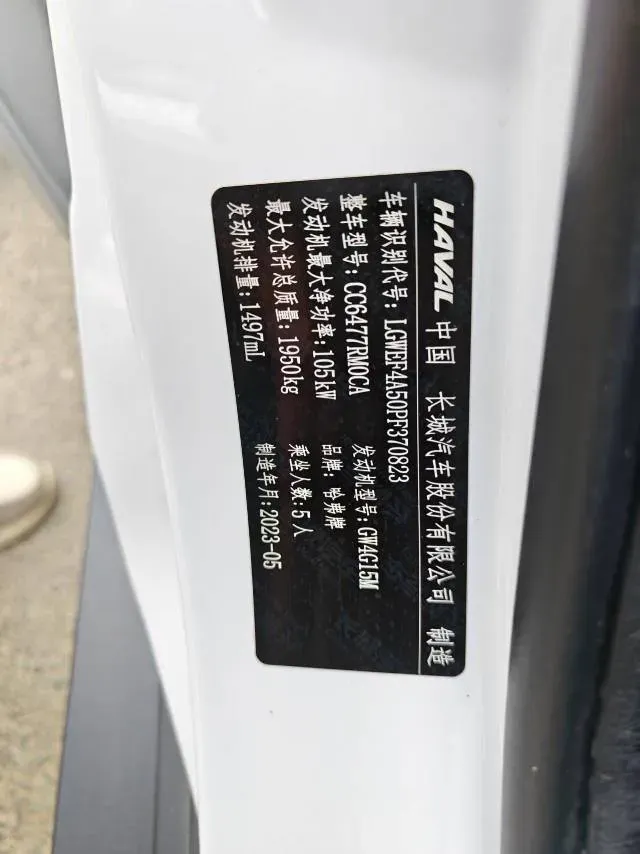 HAVAL 中国 长城汽车股份有限公司 制造
车辆识别代号:LGWEF4A50PF370823
整车型号:CC6477RM0CA 发动机型号:GW4G15M
发动机最大净功率:105kW 品牌:哈弗牌
最大允许总质量:1950kg 乘坐人数:5人
发动机排量:1497mL 制造年月:2023-05